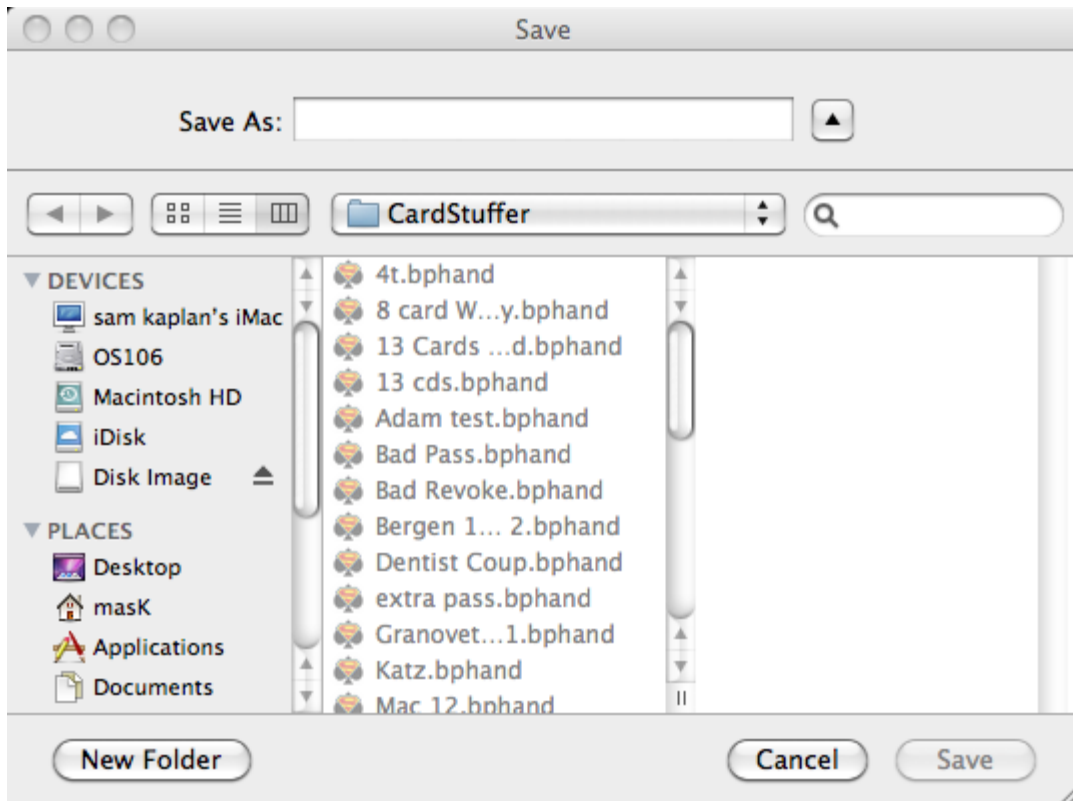 Save
Save As:
CardStuffer
DEVICES
sam kaplan's iMac
OS106
Macintosh HD
iDisk
Disk Image
PLACES
Desktop
masK
Applications
Documents
4t.bphand
8 card W...y.bphand
13 Cards ...d.bphand
13 cds.bphand
Adam test.bphand
Bad Pass.bphand
Bad Revoke.bphand
Bergen 1... 2.bphand
Dentist Coup.bphand
extra pass.bphand
Granovet...1.bphand
Katz.bphand
Mac 12.bphand
New Folder
Cancel
Save